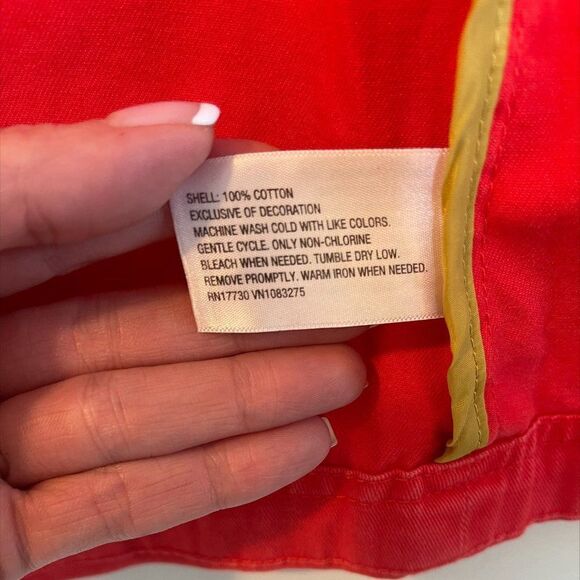 SHELL: 100% COTTON
EXCLUSIVE OF DECORATION
MACHINE WASH COLD WITH LIKE COLORS.
GENTLE CYCLE. ONLY NON-CHLORINE
BLEACH WHEN NEEDED. TUMBLE DRY LOW.
REMOVE PROMPTLY. WARM IRON WHEN NEEDED.
RN17730 VN1083275